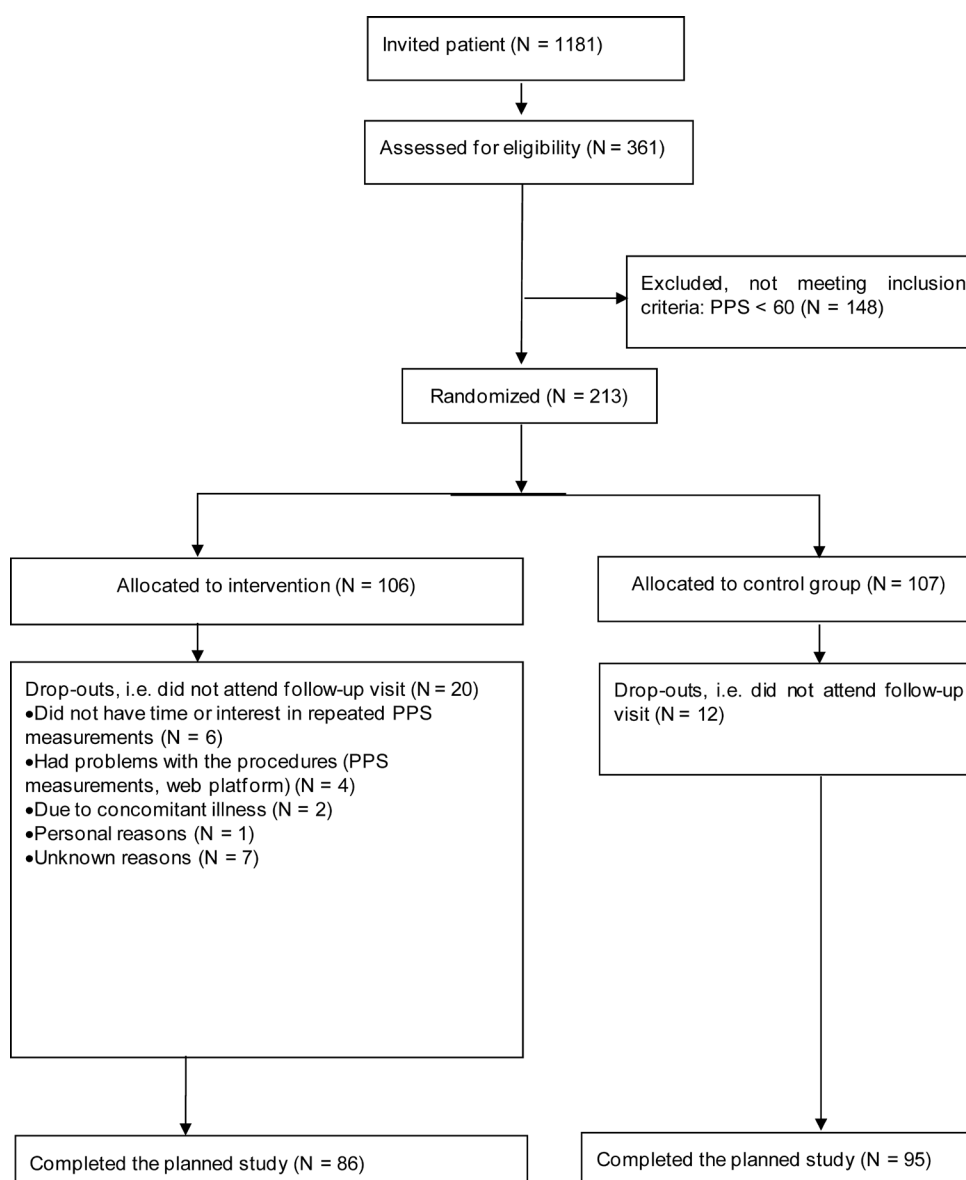 Invited patient (N = 1181)
Assessed for eligibility (N = 361)
Excluded, not meeting inclusion
criteria: PPS < 60 (N = 148)
Randomized (N = 213)
Allocated to intervention (N = 106)
Allocated to control group (N = 107)
Drop-outs, i.e. did not attend follow-up visit (N = 20)
•Did not have time or interest in repeated PPS
measurements (N = 6)
•Had problems with the procedures (PPS
measurements, web platform) (N = 4)
•Due to concomitant illness (N = 2)
•Personal reasons (N = 1)
•Unknown reasons (N = 7)
Drop-outs, i.e. did not attend follow-up
visit (N = 12)
Completed the planned study (N = 86)
Completed the planned study (N = 95)